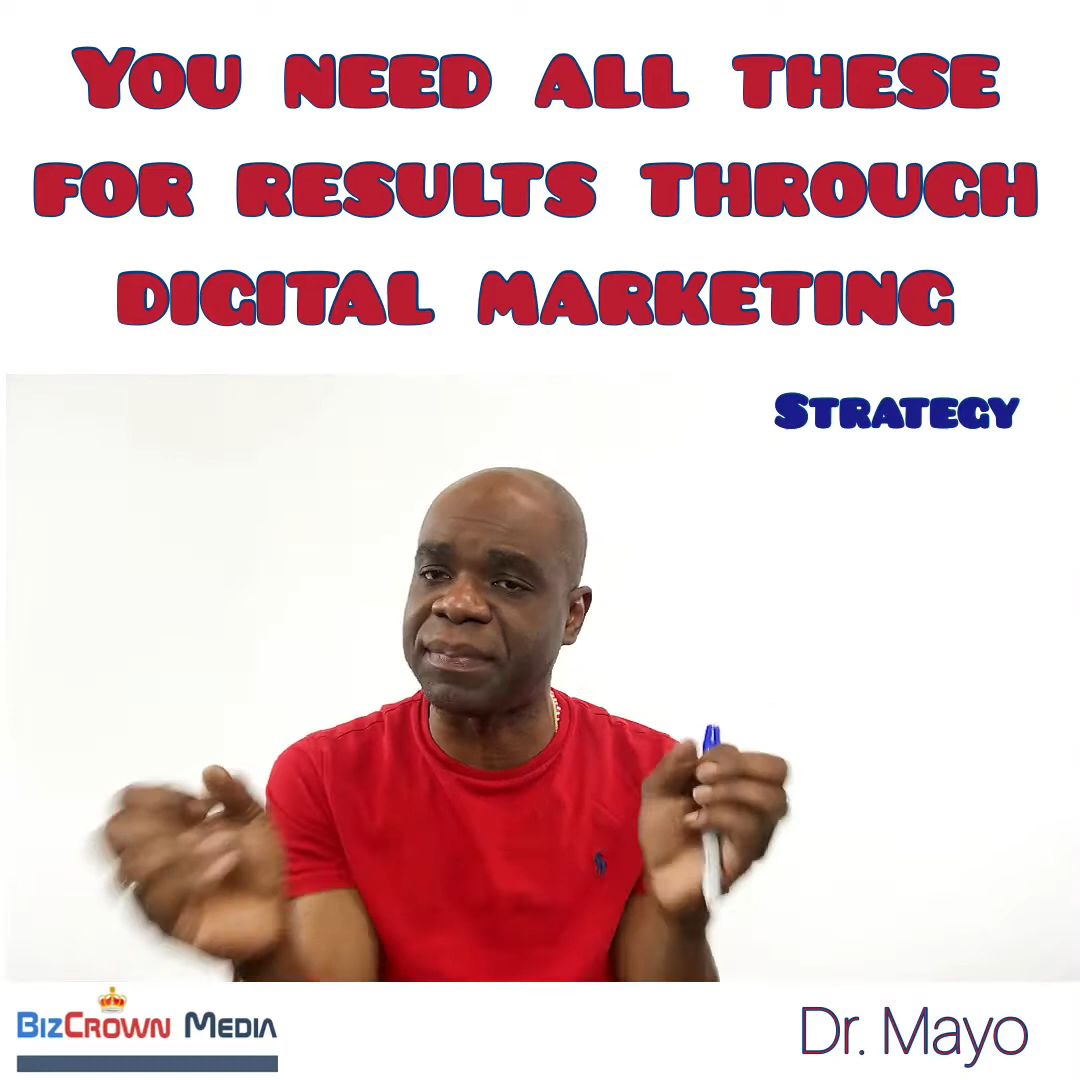 You need all these
for results through
digital marketing
Strategy
BizCrown Media
Dr. Mayo